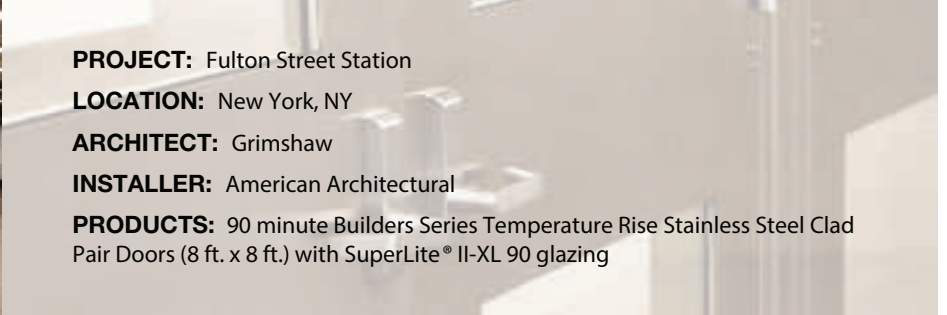 PROJECT: Fulton Street Station
LOCATION: New York, NY
ARCHITECT: Grimshaw
INSTALLER: American Architectural
PRODUCTS: 90 minute Builders Series Temperature Rise Stainless Steel Clad
Pair Doors (8 ft. x 8 ft.) with SuperLite® II-XL 90 glazing